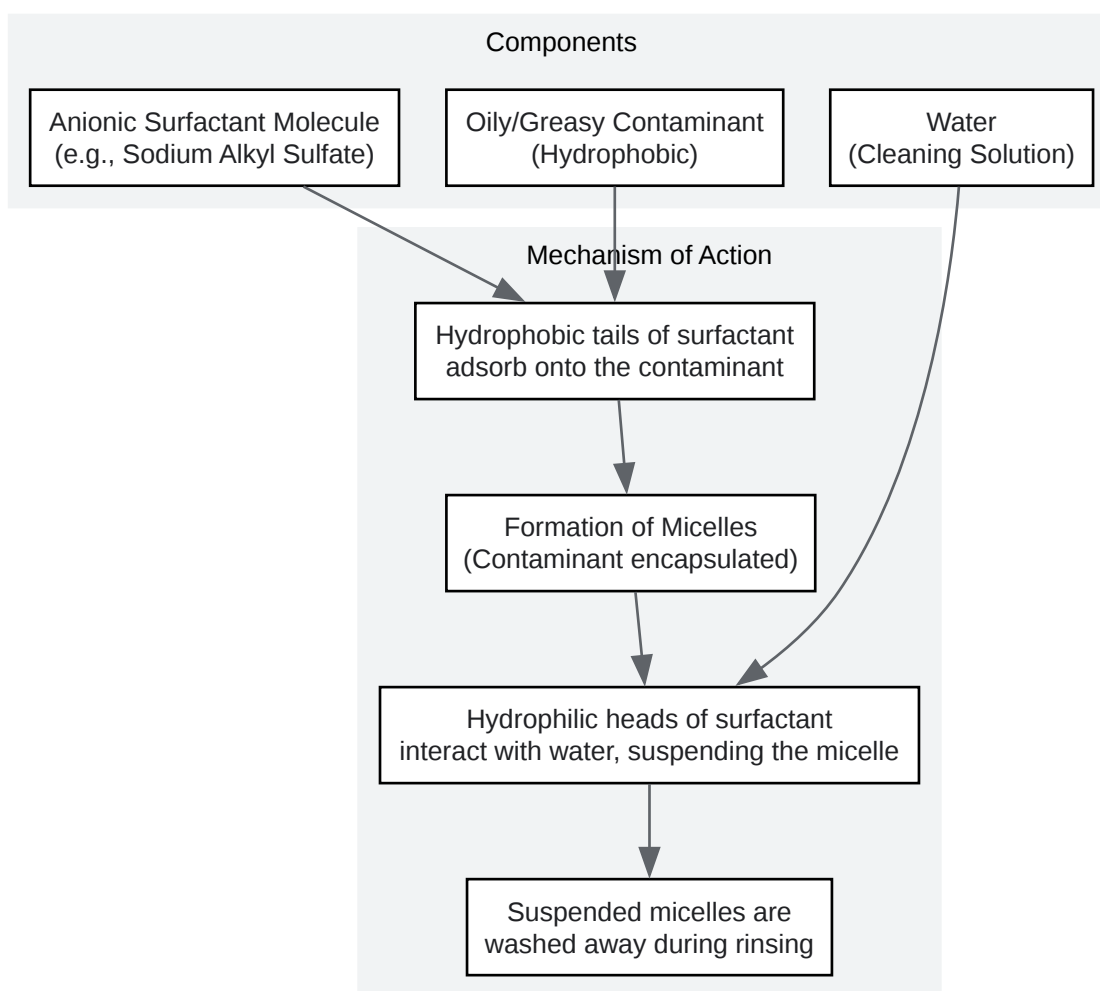 Components
Anionic Surfactant Molecule
(e.g., Sodium Alkyl Sulfate)
Oily/Greasy Contaminant
(Hydrophobic)
Water
(Cleaning Solution)
Mechanism of Action
Hydrophobic tails of surfactant
adsorb onto the contaminant
Formation of Micelles
(Contaminant encapsulated)
Hydrophilic heads of surfactant
interact with water, suspending the micelle
Suspended micelles are
washed away during rinsing